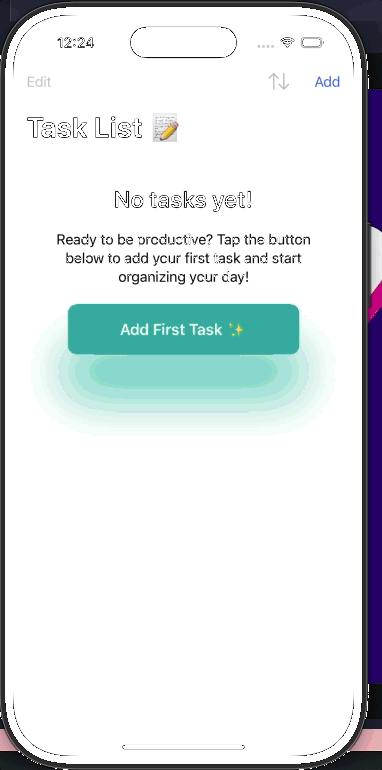 12:24
Edit
Add
Task List 📝
No tasks yet!
Ready to be productive? Tap the button
below to add your first task and start
organizing your day!
Add First Task ✨